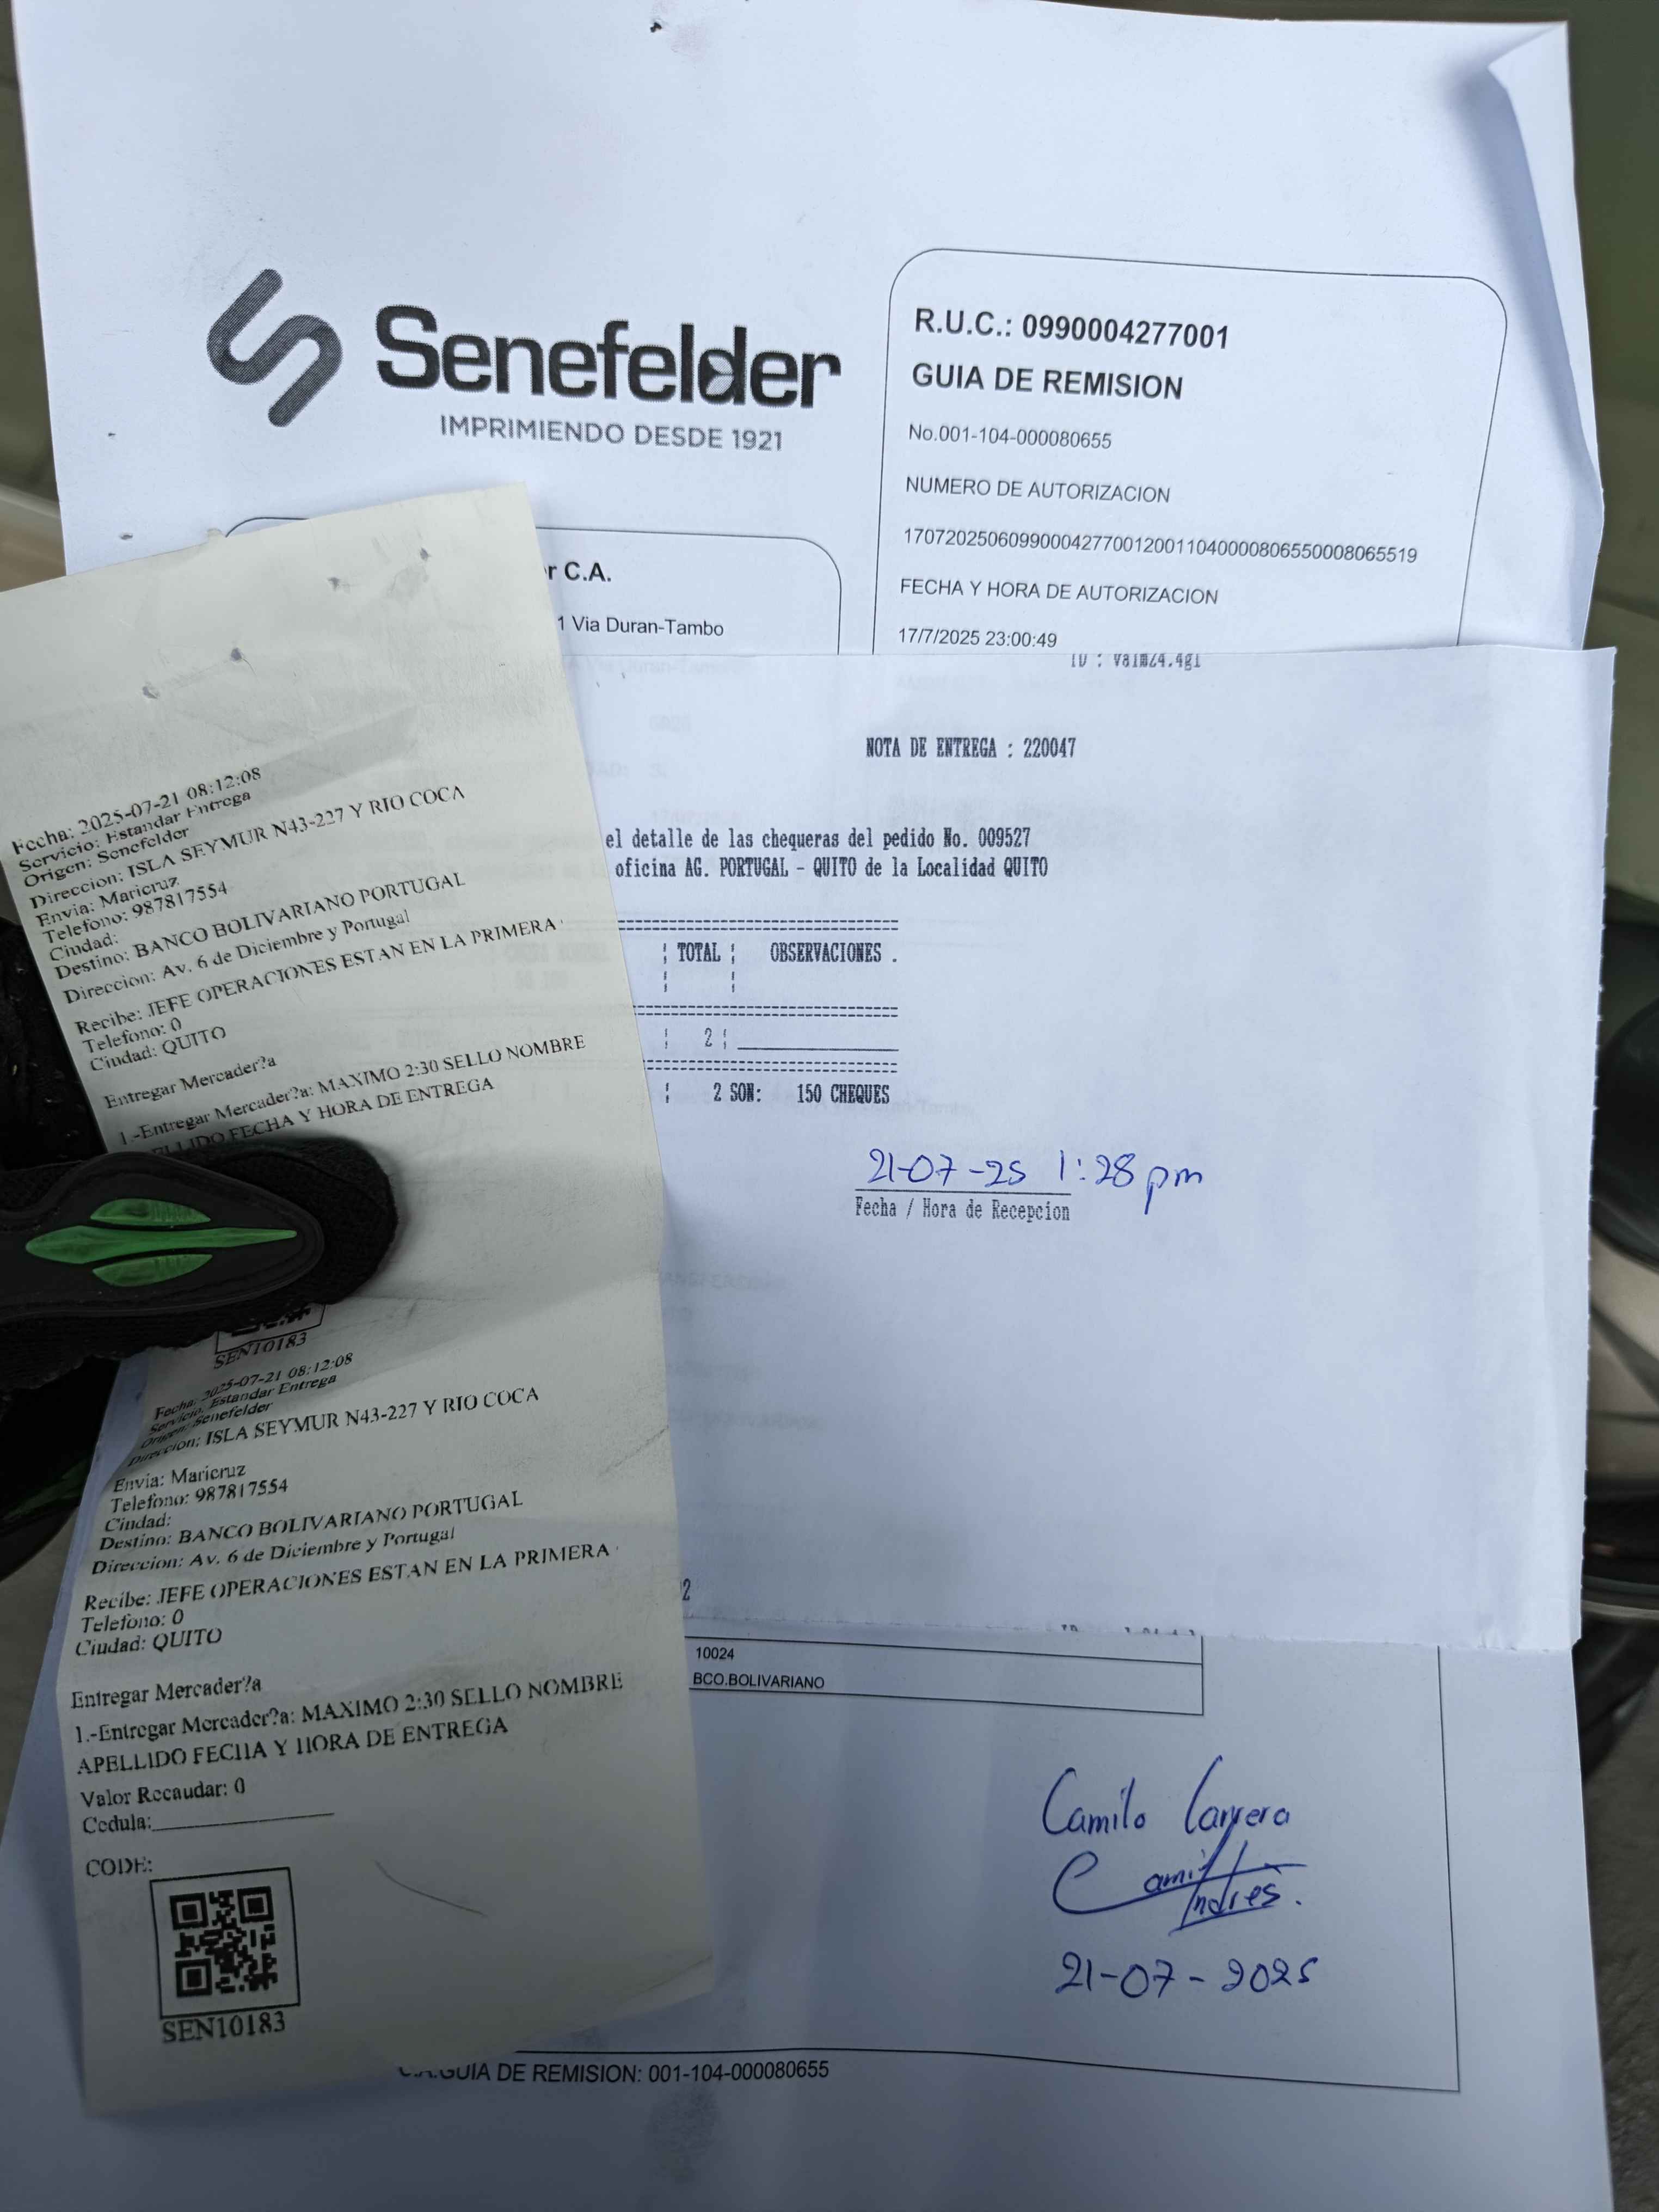 Senefelder
IMPRIMIENDO DESDE 1921
R.U.C.: 0990004277001
GUIA DE REMISION
No.001-104-000080655
NUMERO DE AUTORIZACION
1707202506099000427700120011040000806550008065519
FECHA Y HORA DE AUTORIZACION
17/7/2025 23:00:49
r C.A.
1 Via Duran-Tambo
NOTA DE ENTREGA : 220047
el detalle de las chequeras del pedido No. 009527
oficina AG. PORTUGAL - QUITO de la Localidad QUITO
TOTAL OBSERVACIONES .
2
2 SON: 150 CHEQUES
21-07-25 1:28 pm
Fecha / Hora de Recepcion
2
10024
BCO.BOLIVARIANO
Camilo Carrera
Camilo
Andres.
21-07-2025
GUIA DE REMISION: 001-104-000080655
Fecha: 2025-07-21 08:12:08
Servicio: Estandar Entrega
Origen: Senefelder
Direccion: ISLA SEYMUR N43-227 Y RIO COCA
Envia: Maricruz
Telefono: 987817554
Ciudad:
Destino: BANCO BOLIVARIANO PORTUGAL
Direccion: Av. 6 de Diciembre y Portugal
Recibe: JEFE OPERACIONES ESTAN EN LA PRIMERA
Telefono: 0
Ciudad: QUITO
Entregar Mercader?a
1.-Entregar Mercader?a: MAXIMO 2:30 SELLO NOMBRE
FECHA Y HORA DE ENTREGA
SEN10183
Fecha: 2025-07-21 08:12:08
Servicio: Estandar Entrega
Origen: Senefelder
Direccion: ISLA SEYMUR N43-227 Y RIO COCA
Envia: Maricruz
Telefono: 987817554
Ciudad:
Destino: BANCO BOLIVARIANO PORTUGAL
Direccion: Av. 6 de Diciembre y Portugal
Recibe: JEFE OPERACIONES ESTAN EN LA PRIMERA
Telefono: 0
Ciudad: QUITO
Entregar Mercader?a
1.-Entregar Mercader?a: MAXIMO 2:30 SELLO NOMBRE
APELLIDO FECHA Y HORA DE ENTREGA
Valor Recaudar: 0
Cedula:
CODE:
SEN10183